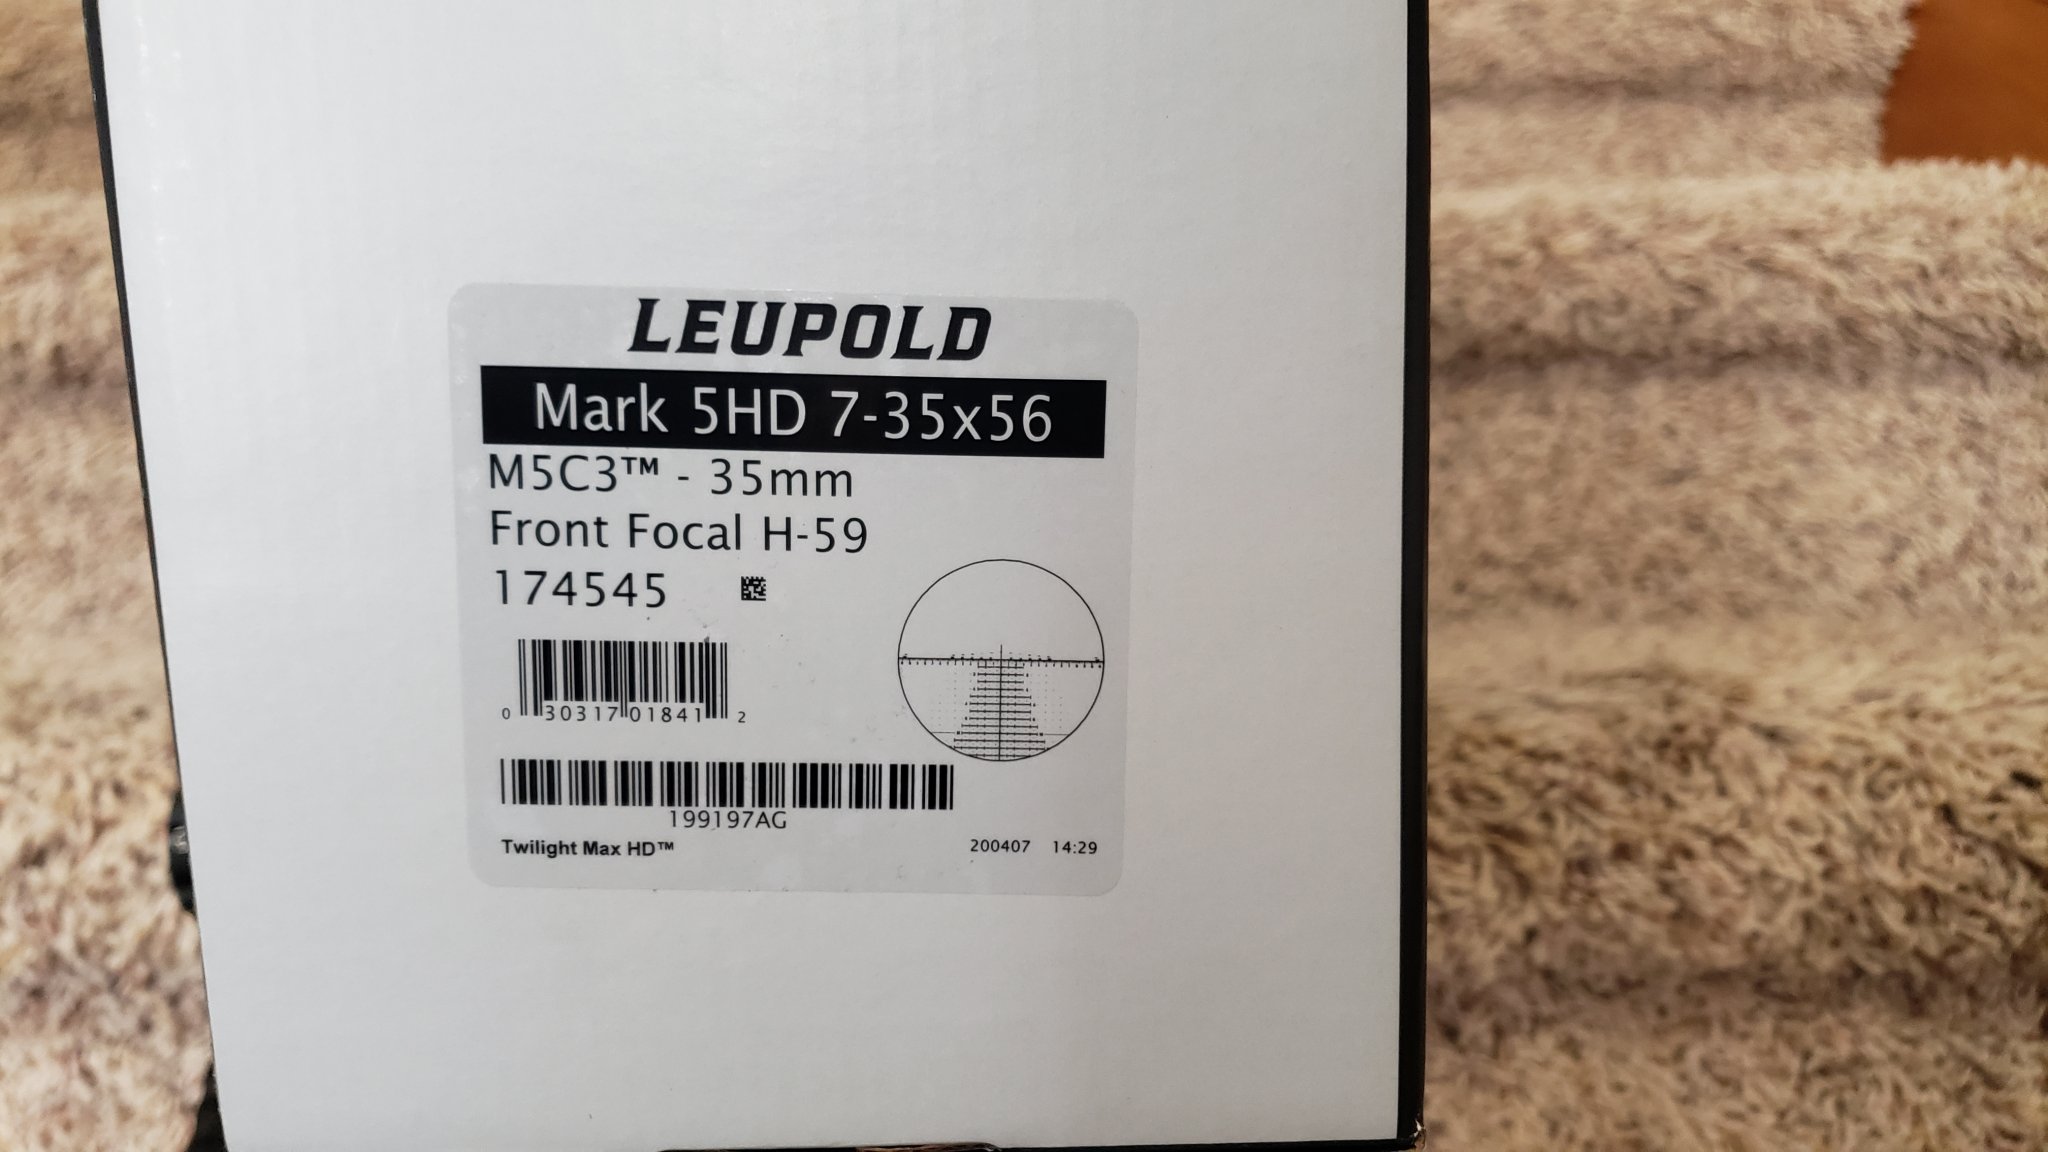 LEUPOLD
Mark 5HD 7-35x56
M5C3™ - 35mm
Front Focal H-59
174545
0 30317 01841 2
199197AG
Twilight Max HD™ 200407 14:29